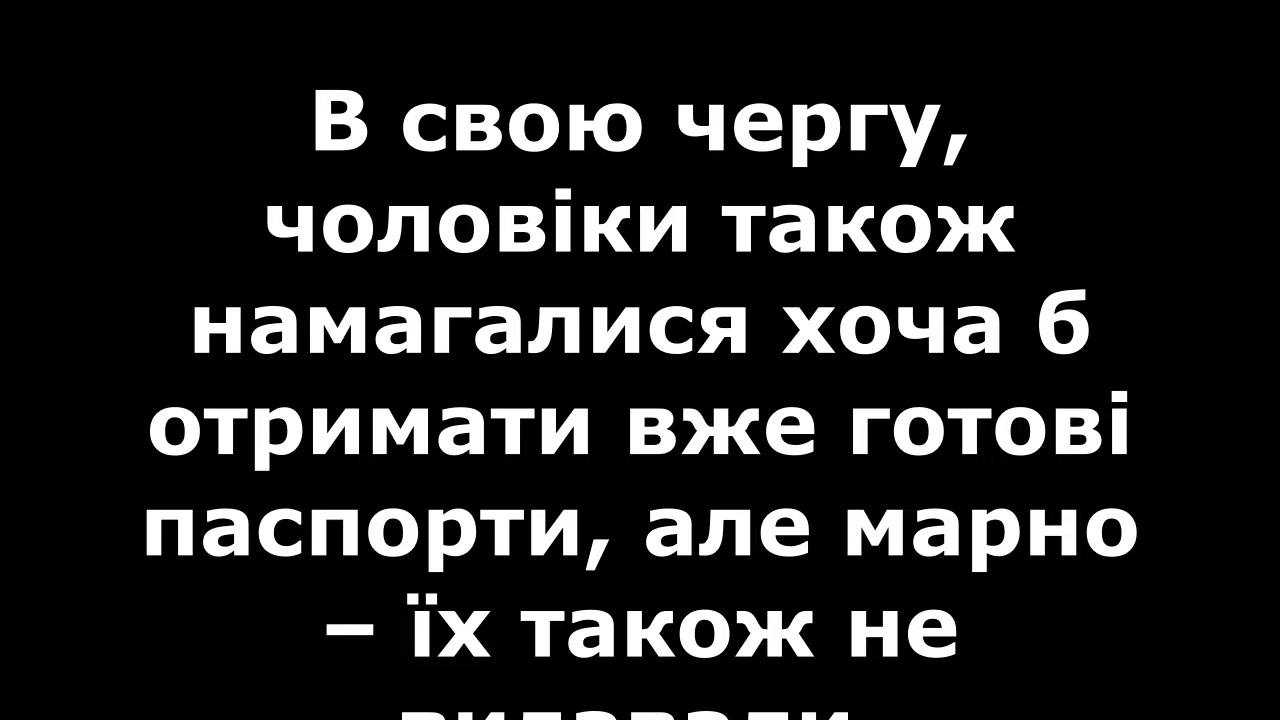 В свою чергу,
чоловіки також
намагалися хоча б
отримати вже готові
паспорти, але марно
– їх також не